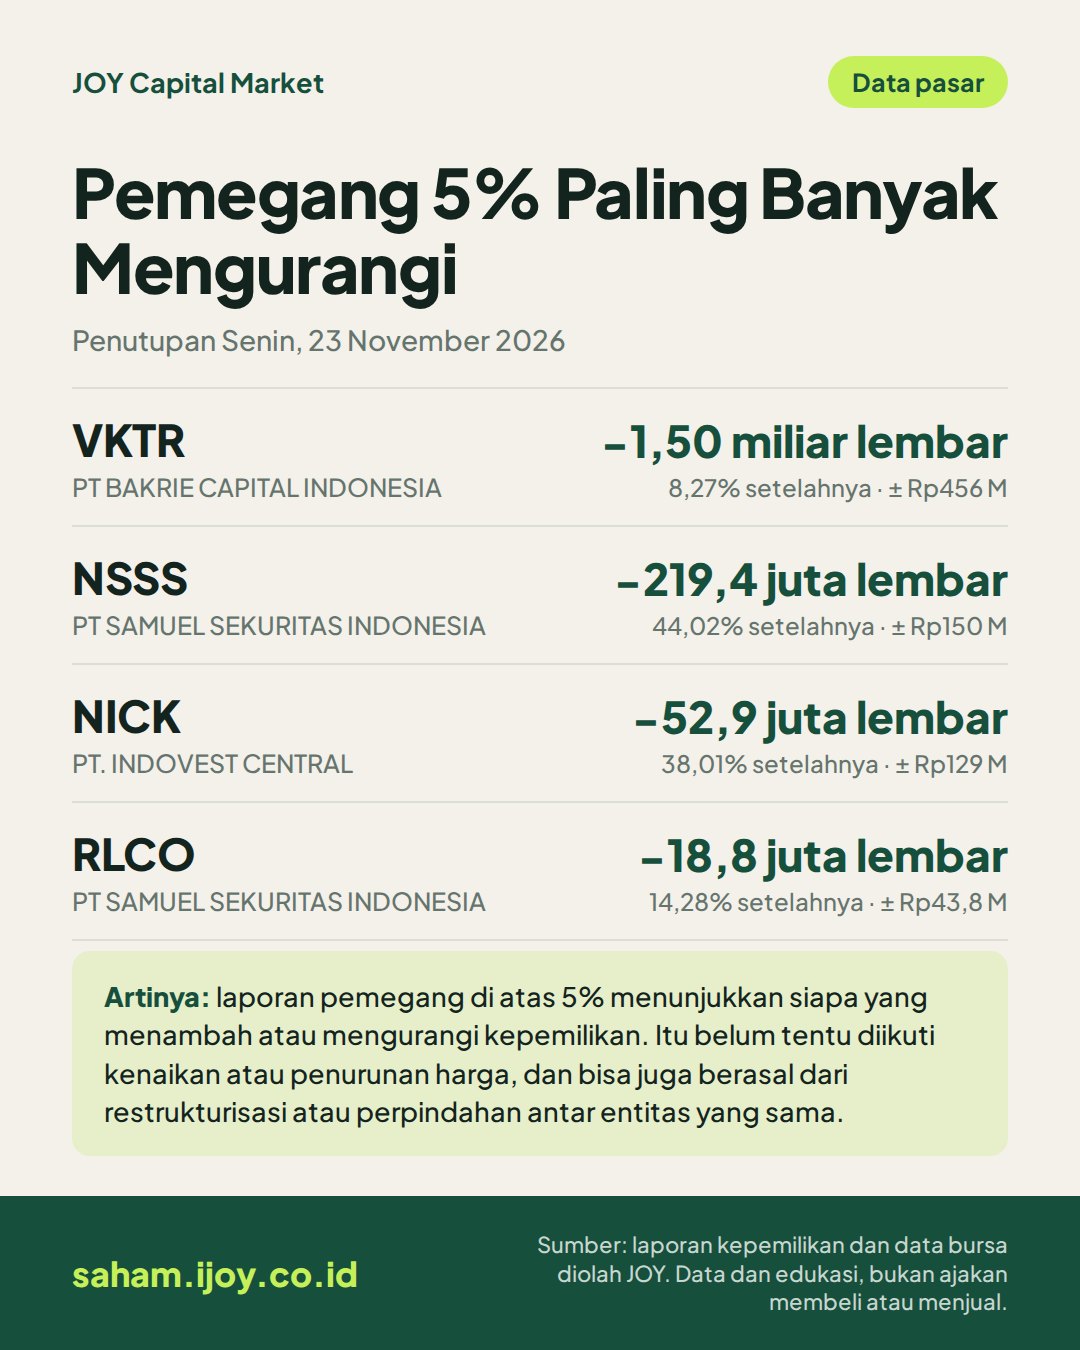 JOY Capital Market
Data pasar
Pemegang 5% Paling Banyak
Mengurangi
Penutupan Senin, 23 November 2026
VKTR
−1,50 miliar lembar
PT BAKRIE CAPITAL INDONESIA
8,27% setelahnya · ± Rp456 M
NSSS
−219,4 juta lembar
PT SAMUEL SEKURITAS INDONESIA
44,02% setelahnya · ± Rp150 M
NICK
−52,9 juta lembar
PT. INDOVEST CENTRAL
38,01% setelahnya · ± Rp129 M
RLCO
−18,8 juta lembar
PT SAMUEL SEKURITAS INDONESIA
14,28% setelahnya · ± Rp43,8 M
Artinya: laporan pemegang di atas 5% menunjukkan siapa yang
menambah atau mengurangi kepemilikan. Itu belum tentu diikuti
kenaikan atau penurunan harga, dan bisa juga berasal dari
restrukturisasi atau perpindahan antar entitas yang sama.
saham.ijoy.co.id
Sumber: laporan kepemilikan dan data bursa
diolah JOY. Data dan edukasi, bukan ajakan
membeli atau menjual.